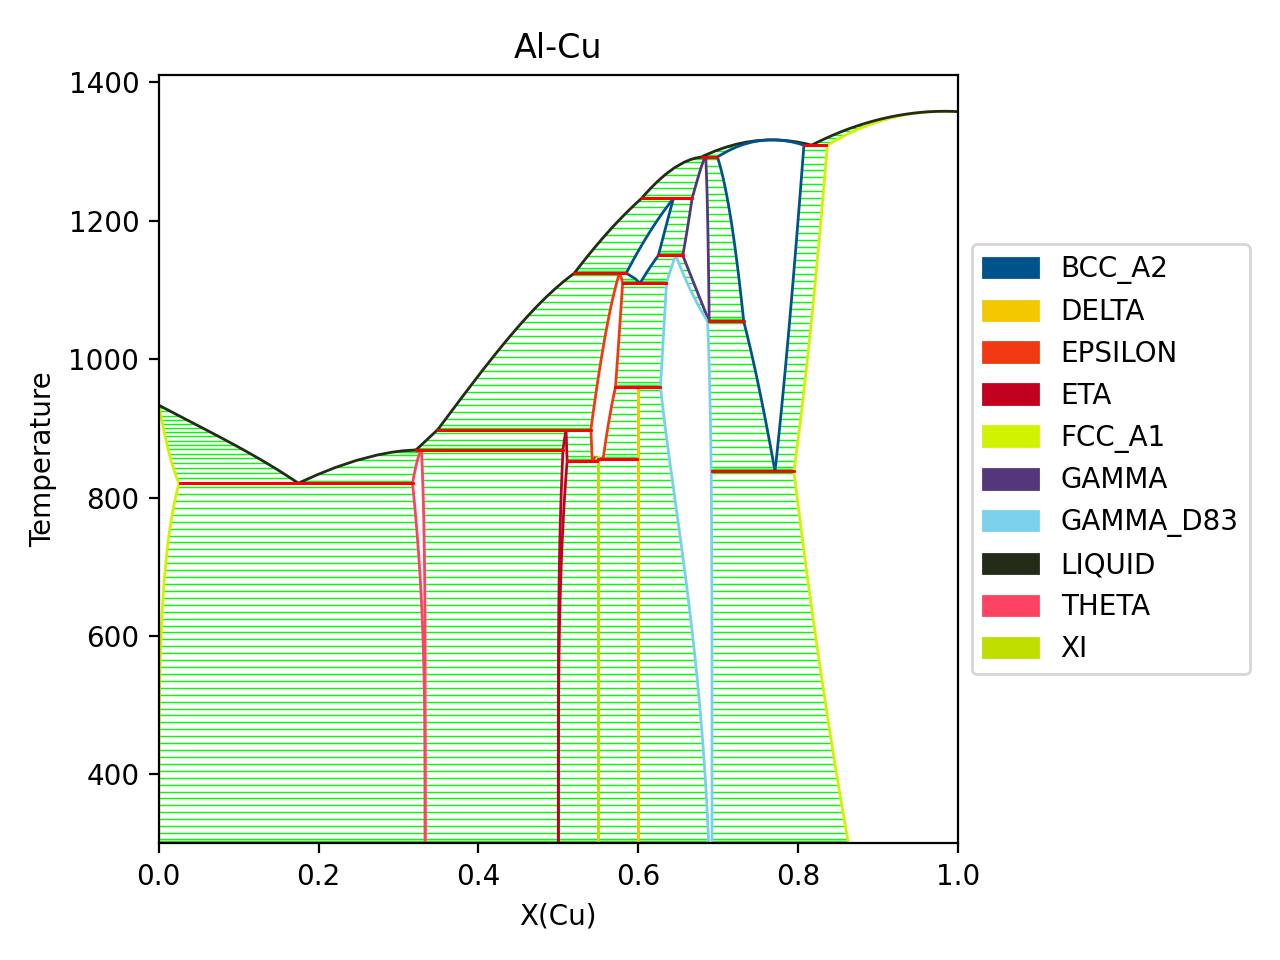 Al-Cu
1400
1200
1000
800
600
400
Temperature
0.0 0.2 0.4 0.6 0.8 1.0
X(Cu)
BCC_A2
DELTA
EPSILON
ETA
FCC_A1
GAMMA
GAMMA_D83
LIQUID
THETA
XI